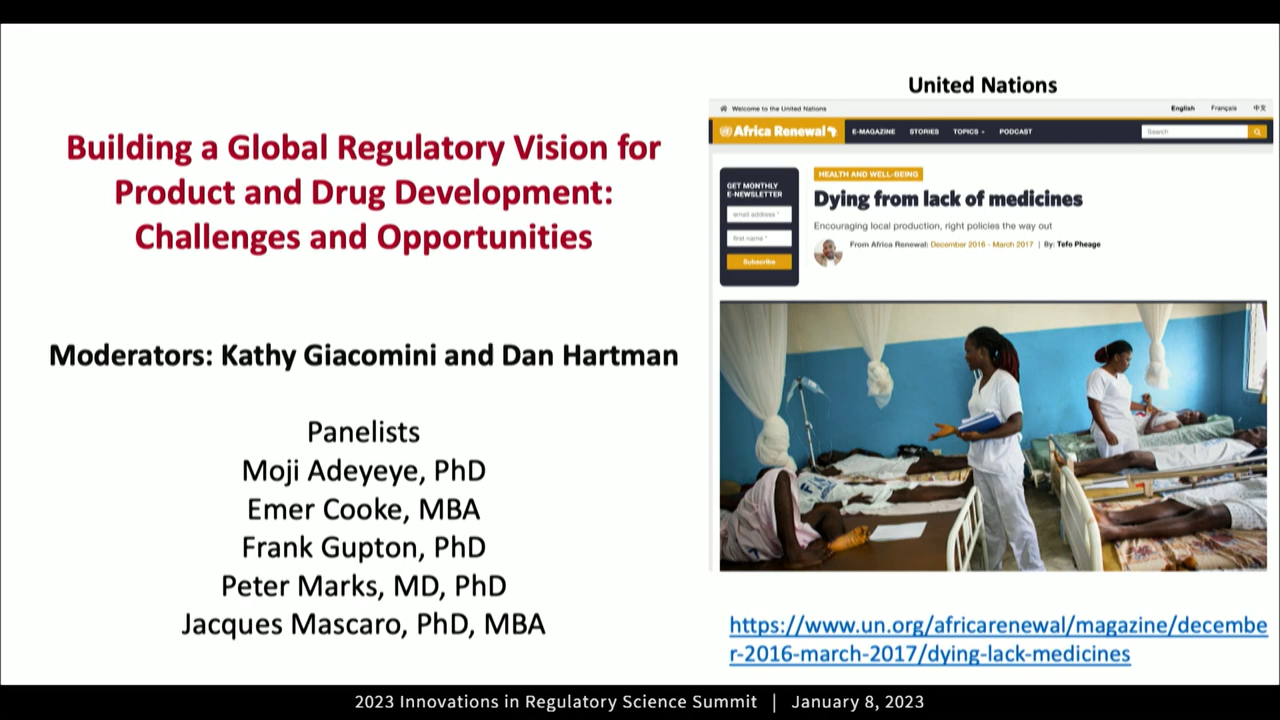 Building a Global Regulatory Vision for
Product and Drug Development:
Challenges and Opportunities
Moderators: Kathy Giacomini and Dan Hartman
Panelists
Moji Adeyeye, PhD
Emer Cooke, MBA
Frank Gupton, PhD
Peter Marks, MD, PhD
Jacques Mascaro, PhD, MBA
United Nations
Welcome to the United Nations
English Français 中文
Africa Renewal
E-MAGAZINE STORIES TOPICS PODCAST
Search
GET MONTHLY
E-NEWSLETTER
email address *
first name *
Subscribe
HEALTH AND WELL-BEING
Dying from lack of medicines
Encouraging local production, right policies the way out
From Africa Renewal: December 2016 - March 2017 | By: Tefo Pheage
https://www.un.org/africarenewal/magazine/decembe
r-2016-march-2017/dying-lack-medicines
2023 Innovations in Regulatory Science Summit | January 8, 2023